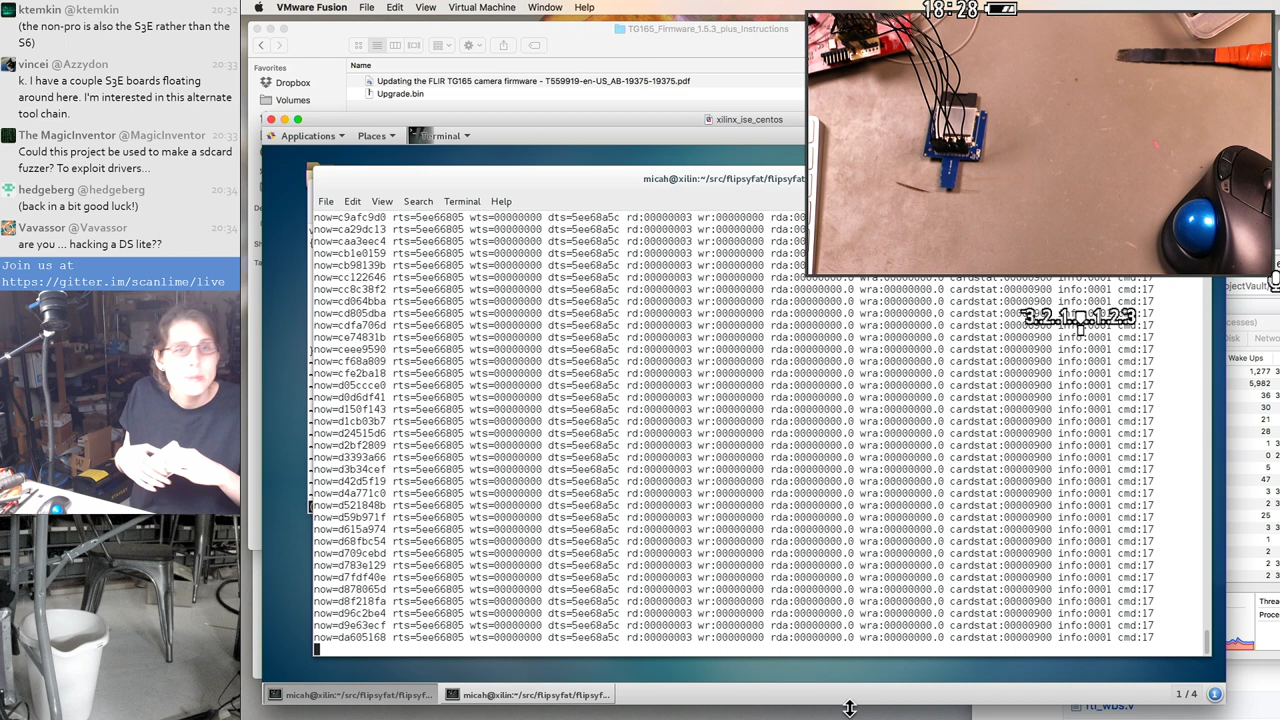 ktemkin @ktemkin 20:32
(the non-pro is also the S3E rather than the
S6)
vincei @Azzydon 20:33
k. I have a couple S3E boards floating
around here. I'm interested in this alternate
tool chain.
The MagicInventor @MagicInventor 20:33
Could this project be used to make a sdcard
fuzzer? To exploit drivers...
hedgeberg @hedgeberg 20:34
(back in a bit good luck!)
Vavassor @Vavassor 20:34
are you ... hacking a DS lite??
Join us at
https://gitter.im/scanlime/live
VMware Fusion File Edit View Virtual Machine Window Help
TG165_Firmware_1.5.3_plus_Instructions
Favorites
Dropbox
Volumes
Name
Updating the FLIR TG165 camera firmware - T559919-en-US_AB-19375-19375.pdf
Upgrade.bin
xilinx_ise_centos
Applications Places Terminal
micah@xilin:~/src/flipsyfat/flipsyfat
File Edit View Search Terminal Help
now=c9afc9d0 rts=5ee66805 wts=00000000 dts=5ee68a5c rd:00000003 wr:00000000 rda:00
now=ca29dc13 rts=5ee66805 wts=00000000 dts=5ee68a5c rd:00000003 wr:00000000 rda:00
now=caa3eec4 rts=5ee66805 wts=00000000 dts=5ee68a5c rd:00000003 wr:00000000 rda:00
now=cb1e0159 rts=5ee66805 wts=00000000 dts=5ee68a5c rd:00000003 wr:00000000 rda:00
now=cb98139b rts=5ee66805 wts=00000000 dts=5ee68a5c rd:00000003 wr:00000000 rda:00
now=cc122646 rts=5ee66805 wts=00000000 dts=5ee68a5c rd:00000003 wr:00000000 rda:00000000.0 wra:00000000.0 cardstat:00000900 info:0001 cmd:17
now=cc8c38f2 rts=5ee66805 wts=00000000 dts=5ee68a5c rd:00000003 wr:00000000 rda:00000000.0 wra:00000000.0 cardstat:00000900 info:0001 cmd:17
now=cd064bba rts=5ee66805 wts=00000000 dts=5ee68a5c rd:00000003 wr:00000000 rda:00000000.0 wra:00000000.0 cardstat:00000900 info:0001 cmd:17
now=cd805dba rts=5ee66805 wts=00000000 dts=5ee68a5c rd:00000003 wr:00000000 rda:00000000.0 wra:00000000.0
now=cdfa706d rts=5ee66805 wts=00000000 dts=5ee68a5c rd:00000003 wr:00000000 rda:00000000.0 wra:00000000.0 cardstat:00000900 info:0001 cmd:17
now=ce74831b rts=5ee66805 wts=00000000 dts=5ee68a5c rd:00000003 wr:00000000 rda:00000000.0 wra:00000000.0 cardstat:00000900 info:0001 cmd:17
now=ceee9590 rts=5ee66805 wts=00000000 dts=5ee68a5c rd:00000003 wr:00000000 rda:00000000.0 wra:00000000.0 cardstat:00000900 info:0001 cmd:17
now=cf68a809 rts=5ee66805 wts=00000000 dts=5ee68a5c rd:00000003 wr:00000000 rda:00000000.0 wra:00000000.0 cardstat:00000900 info:0001 cmd:17
now=cfe2ba18 rts=5ee66805 wts=00000000 dts=5ee68a5c rd:00000003 wr:00000000 rda:00000000.0 wra:00000000.0 cardstat:00000900 info:0001 cmd:17
now=d05ccce0 rts=5ee66805 wts=00000000 dts=5ee68a5c rd:00000003 wr:00000000 rda:00000000.0 wra:00000000.0 cardstat:00000900 info:0001 cmd:17
now=d0d6df41 rts=5ee66805 wts=00000000 dts=5ee68a5c rd:00000003 wr:00000000 rda:00000000.0 wra:00000000.0 cardstat:00000900 info:0001 cmd:17
now=d150f143 rts=5ee66805 wts=00000000 dts=5ee68a5c rd:00000003 wr:00000000 rda:00000000.0 wra:00000000.0 cardstat:00000900 info:0001 cmd:17
now=d1cb03b7 rts=5ee66805 wts=00000000 dts=5ee68a5c rd:00000003 wr:00000000 rda:00000000.0 wra:00000000.0 cardstat:00000900 info:0001 cmd:17
now=d24515d6 rts=5ee66805 wts=00000000 dts=5ee68a5c rd:00000003 wr:00000000 rda:00000000.0 wra:00000000.0 cardstat:00000900 info:0001 cmd:17
now=d2bf2809 rts=5ee66805 wts=00000000 dts=5ee68a5c rd:00000003 wr:00000000 rda:00000000.0 wra:00000000.0 cardstat:00000900 info:0001 cmd:17
now=d3393a66 rts=5ee66805 wts=00000000 dts=5ee68a5c rd:00000003 wr:00000000 rda:00000000.0 wra:00000000.0 cardstat:00000900 info:0001 cmd:17
now=d3b34cef rts=5ee66805 wts=00000000 dts=5ee68a5c rd:00000003 wr:00000000 rda:00000000.0 wra:00000000.0 cardstat:00000900 info:0001 cmd:17
now=d42d5f19 rts=5ee66805 wts=00000000 dts=5ee68a5c rd:00000003 wr:00000000 rda:00000000.0 wra:00000000.0 cardstat:00000900 info:0001 cmd:17
now=d4a771c0 rts=5ee66805 wts=00000000 dts=5ee68a5c rd:00000003 wr:00000000 rda:00000000.0 wra:00000000.0 cardstat:00000900 info:0001 cmd:17
now=d521848b rts=5ee66805 wts=00000000 dts=5ee68a5c rd:00000003 wr:00000000 rda:00000000.0 wra:00000000.0 cardstat:00000900 info:0001 cmd:17
now=d59b971f rts=5ee66805 wts=00000000 dts=5ee68a5c rd:00000003 wr:00000000 rda:00000000.0 wra:00000000.0 cardstat:00000900 info:0001 cmd:17
now=d615a974 rts=5ee66805 wts=00000000 dts=5ee68a5c rd:00000003 wr:00000000 rda:00000000.0 wra:00000000.0 cardstat:00000900 info:0001 cmd:17
now=d68fbc54 rts=5ee66805 wts=00000000 dts=5ee68a5c rd:00000003 wr:00000000 rda:00000000.0 wra:00000000.0 cardstat:00000900 info:0001 cmd:17
now=d709cebd rts=5ee66805 wts=00000000 dts=5ee68a5c rd:00000003 wr:00000000 rda:00000000.0 wra:00000000.0 cardstat:00000900 info:0001 cmd:17
now=d783e129 rts=5ee66805 wts=00000000 dts=5ee68a5c rd:00000003 wr:00000000 rda:00000000.0 wra:00000000.0 cardstat:00000900 info:0001 cmd:17
now=d7fdf40e rts=5ee66805 wts=00000000 dts=5ee68a5c rd:00000003 wr:00000000 rda:00000000.0 wra:00000000.0 cardstat:00000900 info:0001 cmd:17
now=d878065d rts=5ee66805 wts=00000000 dts=5ee68a5c rd:00000003 wr:00000000 rda:00000000.0 wra:00000000.0 cardstat:00000900 info:0001 cmd:17
now=d8f218fa rts=5ee66805 wts=00000000 dts=5ee68a5c rd:00000003 wr:00000000 rda:00000000.0 wra:00000000.0 cardstat:00000900 info:0001 cmd:17
now=d96c2be4 rts=5ee66805 wts=00000000 dts=5ee68a5c rd:00000003 wr:00000000 rda:00000000.0 wra:00000000.0 cardstat:00000900 info:0001 cmd:17
now=d9e63ecf rts=5ee66805 wts=00000000 dts=5ee68a5c rd:00000003 wr:00000000 rda:00000000.0 wra:00000000.0 cardstat:00000900 info:0001 cmd:17
now=da605168 rts=5ee66805 wts=00000000 dts=5ee68a5c rd:00000003 wr:00000000 rda:00000000.0 wra:00000000.0 cardstat:00000900 info:0001 cmd:17
micah@xilin:~/src/flipsyfat/flipsyf... micah@xilin:~/src/flipsyfat/flipsyf... 1 / 4
18:28
Wake Ups
1,277
5,982
36
30
21
28
1
0
2
47
3
2
25
3
1
2
2
2